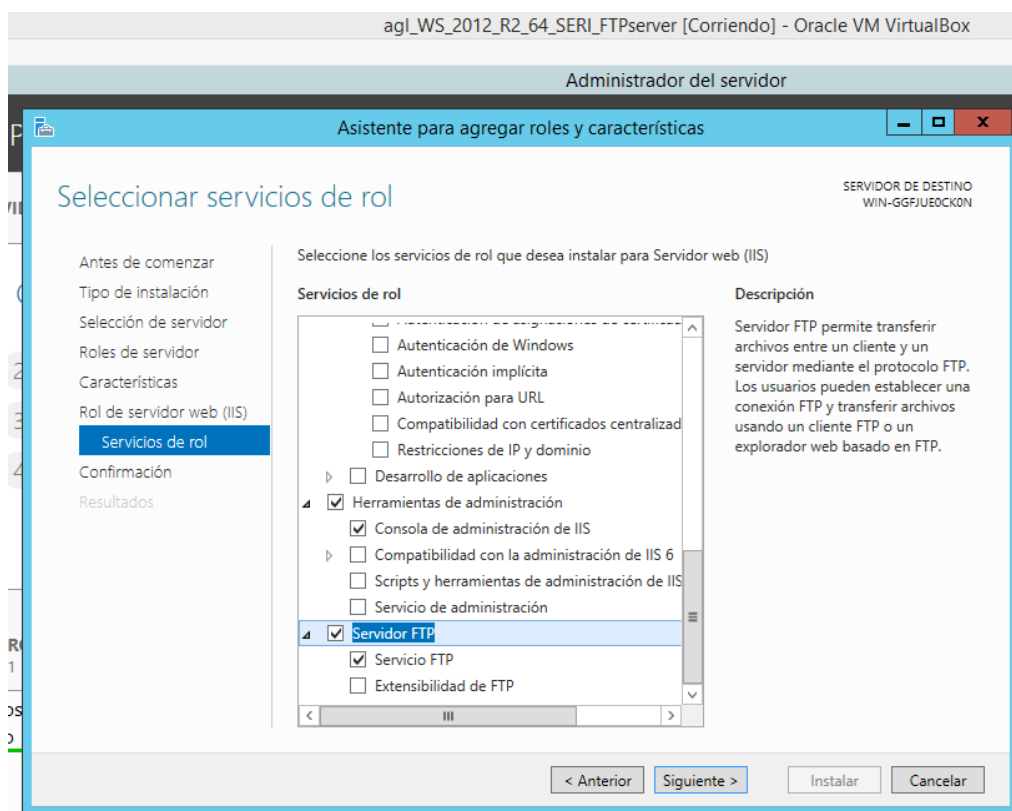 agl_WS_2012_R2_64_SERI_FTPserver [Corriendo] - Oracle VM VirtualBox
Administrador del servidor
Asistente para agregar roles y características
Seleccionar servicios de rol
SERVIDOR DE DESTINO
WIN-GGFJUE0CK0N
Antes de comenzar
Tipo de instalación
Selección de servidor
Roles de servidor
Características
Rol de servidor web (IIS)
Servicios de rol
Confirmación
Resultados
Seleccione los servicios de rol que desea instalar para Servidor web (IIS)
Servicios de rol
Autenticación de Windows
Autenticación implícita
Autorización para URL
Compatibilidad con certificados centralizad
Restricciones de IP y dominio
Desarrollo de aplicaciones
Herramientas de administración
Consola de administración de IIS
Compatibilidad con la administración de IIS 6
Scripts y herramientas de administración de IIS
Servicio de administración
Servidor FTP
Servicio FTP
Extensibilidad de FTP
Descripción
Servidor FTP permite transferir
archivos entre un cliente y un
servidor mediante el protocolo FTP.
Los usuarios pueden establecer una
conexión FTP y transferir archivos
usando un cliente FTP o un
explorador web basado en FTP.
< Anterior
Siguiente >
Instalar
Cancelar